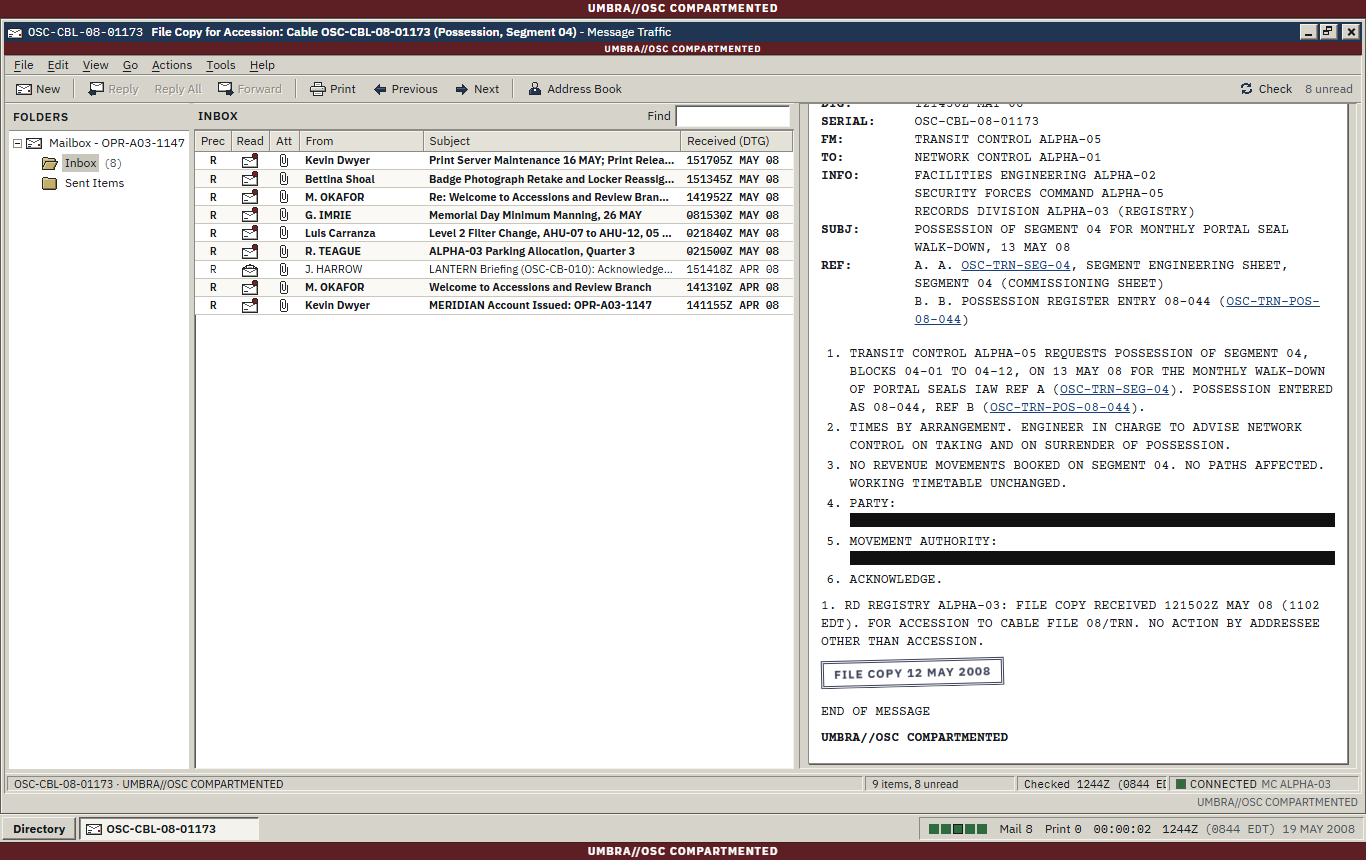 UMBRA//OSC COMPARTMENTED
OSC-CBL-08-01173 File Copy for Accession: Cable OSC-CBL-08-01173 (Possession, Segment 04) - Message Traffic
UMBRA//OSC COMPARTMENTED
File Edit View Go Actions Tools Help
New Reply Reply All Forward Print Previous Next Address Book Check 8 unread
FOLDERS
Mailbox - OPR-A03-1147
Inbox (8)
Sent Items
INBOX
Find
Prec Read Att From Subject Received (DTG)
R Kevin Dwyer Print Server Maintenance 16 MAY; Print Relea... 151705Z MAY 08
R Bettina Shoal Badge Photograph Retake and Locker Reassig... 151345Z MAY 08
R M. OKAFOR Re: Welcome to Accessions and Review Bran... 141952Z MAY 08
R G. IMRIE Memorial Day Minimum Manning, 26 MAY 081530Z MAY 08
R Luis Carranza Level 2 Filter Change, AHU-07 to AHU-12, 05 ... 021840Z MAY 08
R R. TEAGUE ALPHA-03 Parking Allocation, Quarter 3 021500Z MAY 08
R J. HARROW LANTERN Briefing (OSC-CB-010): Acknowledge... 151418Z APR 08
R M. OKAFOR Welcome to Accessions and Review Branch 141310Z APR 08
R Kevin Dwyer MERIDIAN Account Issued: OPR-A03-1147 141155Z APR 08
SERIAL: OSC-CBL-08-01173
FM: TRANSIT CONTROL ALPHA-05
TO: NETWORK CONTROL ALPHA-01
INFO: FACILITIES ENGINEERING ALPHA-02
SECURITY FORCES COMMAND ALPHA-05
RECORDS DIVISION ALPHA-03 (REGISTRY)
SUBJ: POSSESSION OF SEGMENT 04 FOR MONTHLY PORTAL SEAL
WALK-DOWN, 13 MAY 08
REF: A. A. OSC-TRN-SEG-04, SEGMENT ENGINEERING SHEET,
SEGMENT 04 (COMMISSIONING SHEET)
B. B. POSSESSION REGISTER ENTRY 08-044 (OSC-TRN-POS-
08-044)
1. TRANSIT CONTROL ALPHA-05 REQUESTS POSSESSION OF SEGMENT 04,
BLOCKS 04-01 TO 04-12, ON 13 MAY 08 FOR THE MONTHLY WALK-DOWN
OF PORTAL SEALS IAW REF A (OSC-TRN-SEG-04). POSSESSION ENTERED
AS 08-044, REF B (OSC-TRN-POS-08-044).
2. TIMES BY ARRANGEMENT. ENGINEER IN CHARGE TO ADVISE NETWORK
CONTROL ON TAKING AND ON SURRENDER OF POSSESSION.
3. NO REVENUE MOVEMENTS BOOKED ON SEGMENT 04. NO PATHS AFFECTED.
WORKING TIMETABLE UNCHANGED.
4. PARTY:
5. MOVEMENT AUTHORITY:
6. ACKNOWLEDGE.
1. RD REGISTRY ALPHA-03: FILE COPY RECEIVED 121502Z MAY 08 (1102
EDT). FOR ACCESSION TO CABLE FILE 08/TRN. NO ACTION BY ADDRESSEE
OTHER THAN ACCESSION.
FILE COPY 12 MAY 2008
END OF MESSAGE
UMBRA//OSC COMPARTMENTED
OSC-CBL-08-01173 · UMBRA//OSC COMPARTMENTED 9 items, 8 unread Checked 1244Z (0844 ED CONNECTED MC ALPHA-03
UMBRA//OSC COMPARTMENTED
Directory OSC-CBL-08-01173 Mail 8 Print 0 00:00:02 1244Z (0844 EDT) 19 MAY 2008
UMBRA//OSC COMPARTMENTED